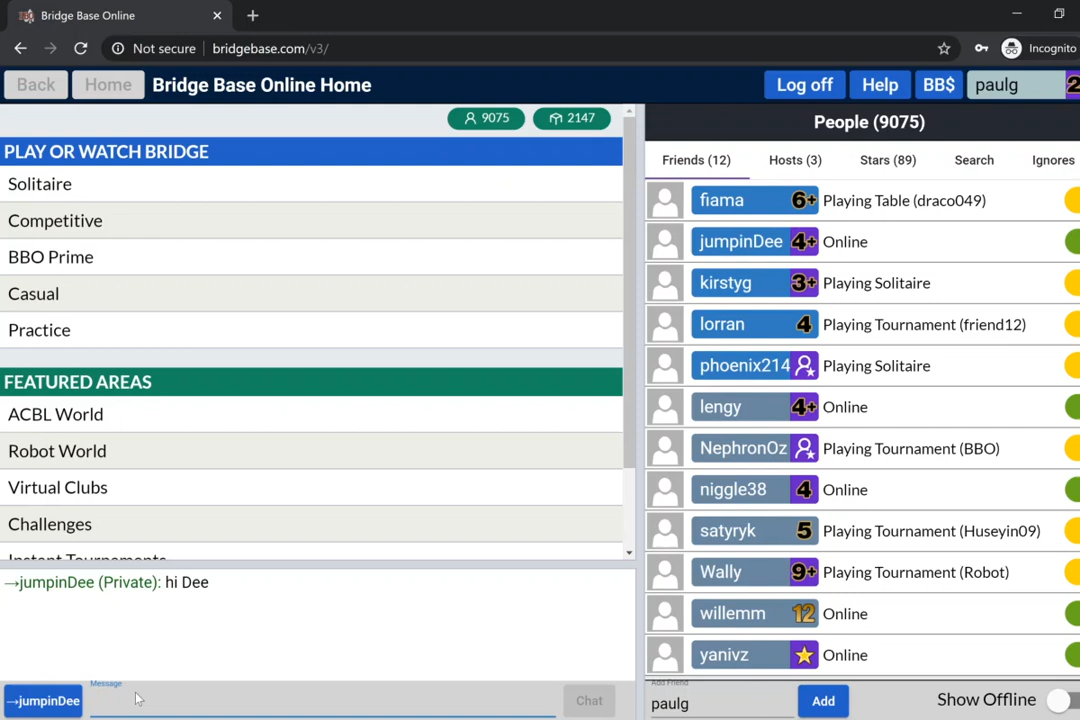 Bridge Base Online
Not secure
bridgebase.com/v3/
Incognito
Back
Home
Bridge Base Online Home
Log off
Help
BB$
paulg
2
9075
2147
PLAY OR WATCH BRIDGE
Solitaire
Competitive
BBO Prime
Casual
Practice
FEATURED AREAS
ACBL World
Robot World
Virtual Clubs
Challenges
Instant Tournaments
→jumpinDee (Private): hi Dee
→jumpinDee
Message
Chat
People (9075)
Friends (12)
Hosts (3)
Stars (89)
Search
Ignores
fiama 6+ Playing Table (draco049)
jumpinDee 4+ Online
kirstyg 3+ Playing Solitaire
lorran 4 Playing Tournament (friend12)
phoenix214 Playing Solitaire
lengy 4+ Online
NephronOz Playing Tournament (BBO)
niggle38 4 Online
satyryk 5 Playing Tournament (Huseyin09)
Wally 9+ Playing Tournament (Robot)
willemm 12 Online
yanivz Online
Add Friend
paulg
Add
Show Offline